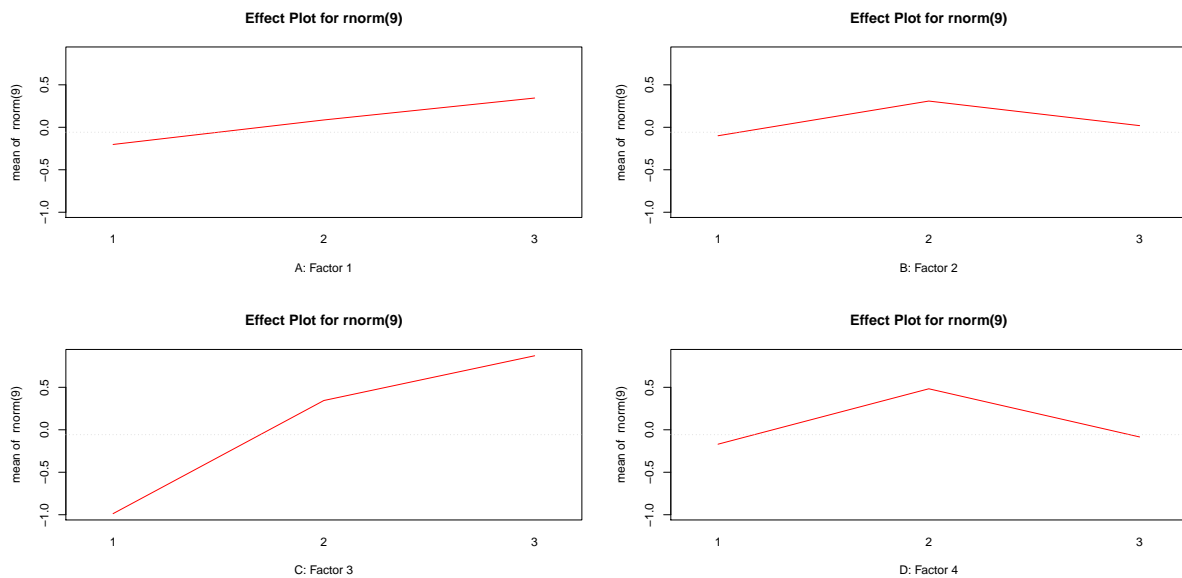 Effect Plot for rnorm(9)
mean of  rnorm(9)
0.5
0.0
−0.5
−1.0
1 2 3
A: Factor 1
Effect Plot for rnorm(9)
mean of  rnorm(9)
0.5
0.0
−0.5
−1.0
1 2 3
B: Factor 2
Effect Plot for rnorm(9)
mean of  rnorm(9)
0.5
0.0
−0.5
−1.0
1 2 3
C: Factor 3
Effect Plot for rnorm(9)
mean of  rnorm(9)
0.5
0.0
−0.5
−1.0
1 2 3
D: Factor 4